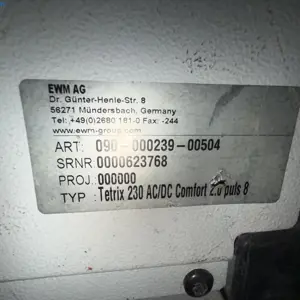 EWM AG
Dr. Günter-Henle-Str. 8
56271 Mündersbach, Germany
Tel: +49(0)2680 181-0 Fax: -244
www.ewm-group.com
ART: 090-000239-00504
SRNR: 0000623768
PROJ.: 000000
TYP : Tetrix 230 AC/DC Comfort 2.0 puls 8